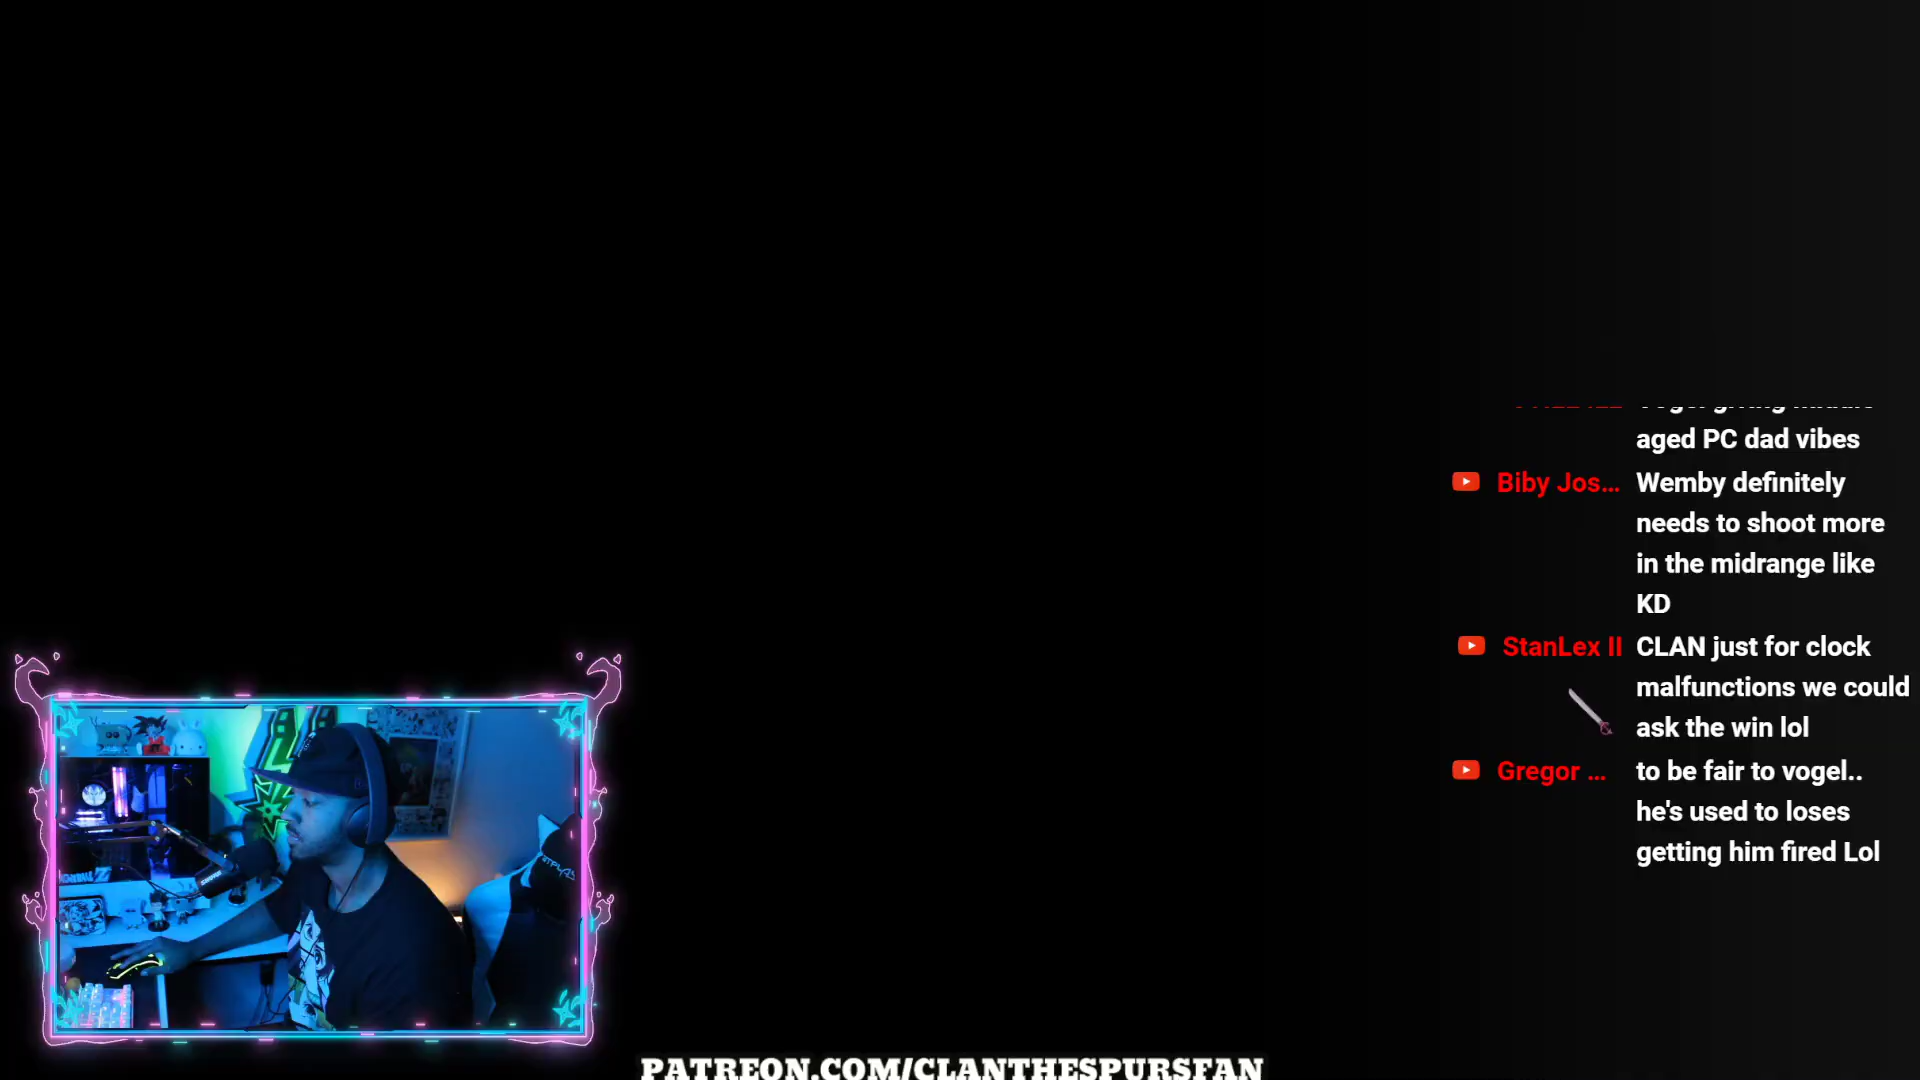 aged PC dad vibes
Biby Jos... Wemby definitely
needs to shoot more
in the midrange like
KD
StanLex II CLAN just for clock
malfunctions we could
ask the win lol
Gregor ... to be fair to vogel..
he's used to loses
getting him fired Lol
PATREON.COM/CLANTHESPURSFAN